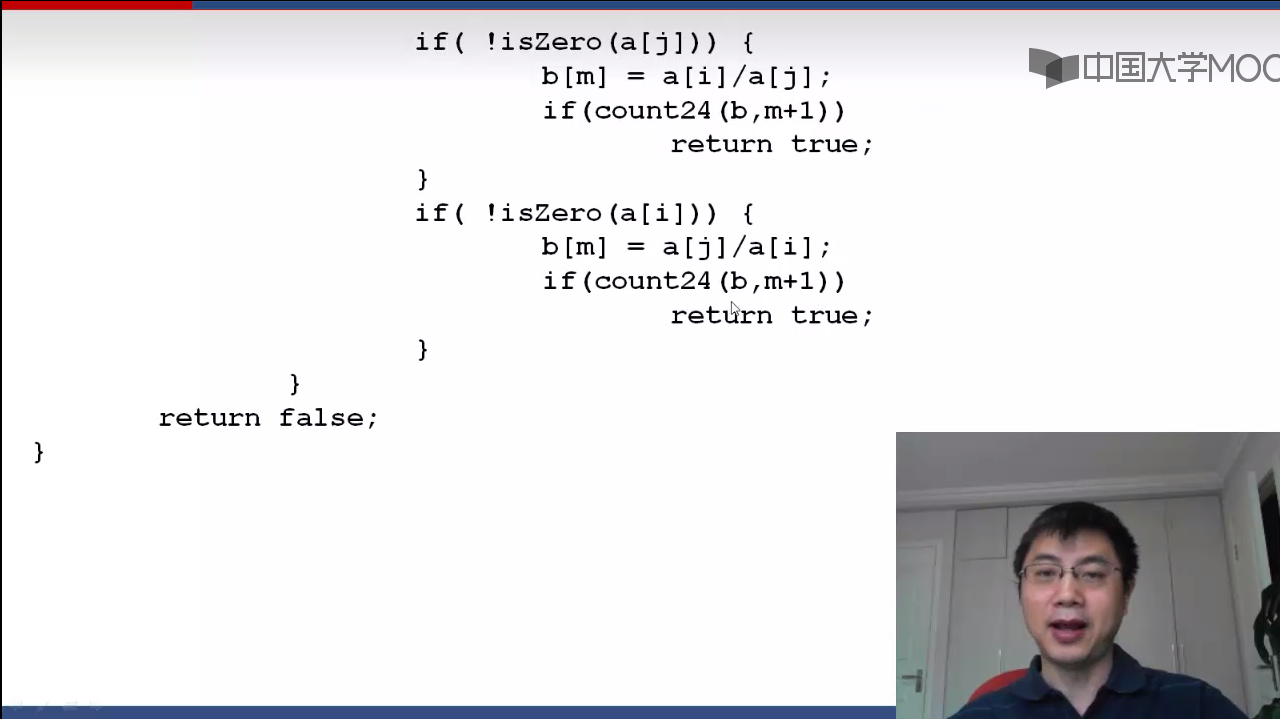 if( !isZero(a[j])) {
中国大学MOO
b[m] = a[i]/a[j];
if(count24(b,m+1))
return true;
}
if( !isZero(a[i])) {
b[m] = a[j]/a[i];
if(count24(b,m+1))
return true;
}
}
return false;
}